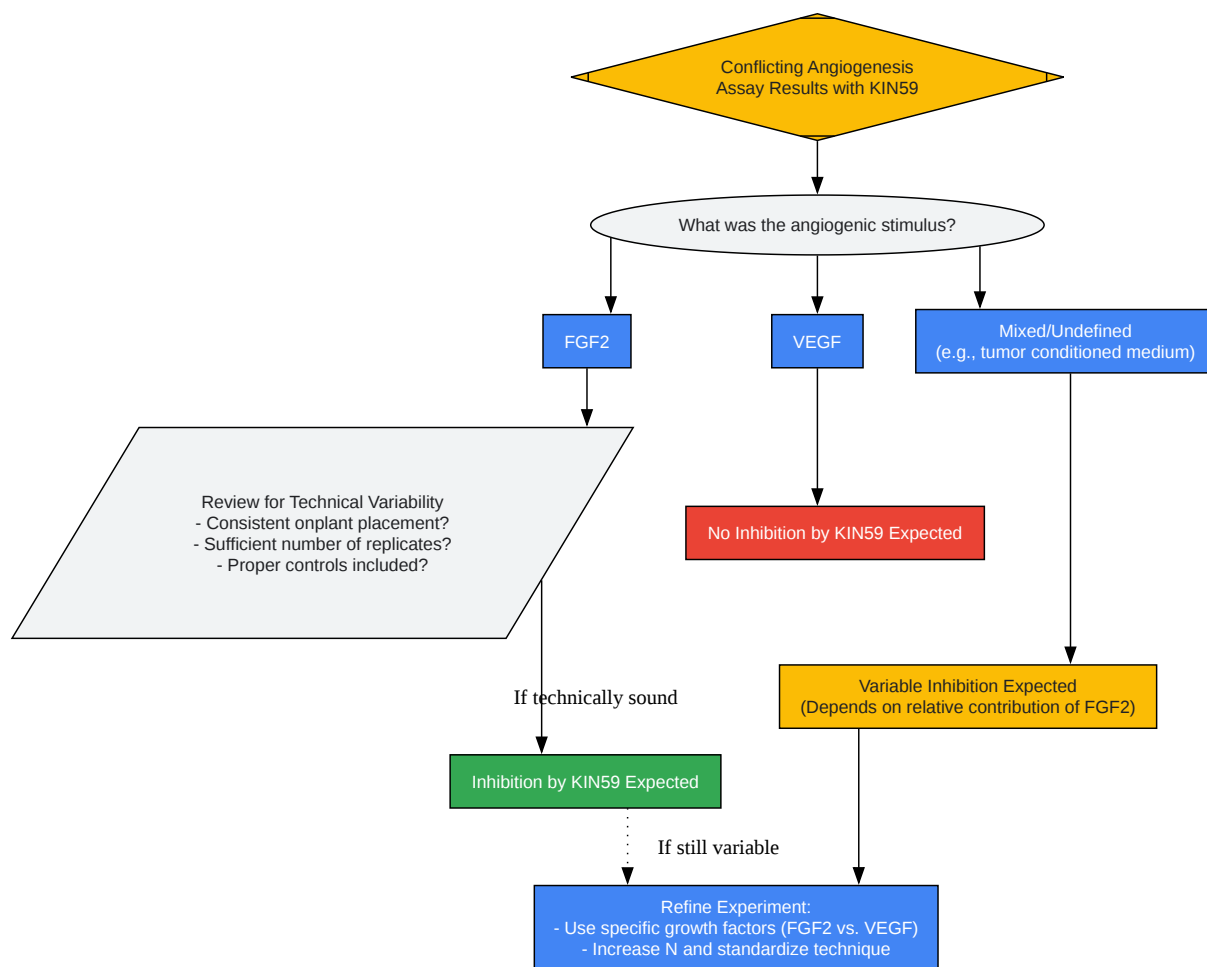 Conflicting Angiogenesis
Assay Results with KIN59
What was the angiogenic stimulus?
FGF2
VEGF
Mixed/Undefined
(e.g., tumor conditioned medium)
Review for Technical Variability
- Consistent onplant placement?
- Sufficient number of replicates?
- Proper controls included?
No Inhibition by KIN59 Expected
Variable Inhibition Expected
(Depends on relative contribution of FGF2)
If technically sound
Inhibition by KIN59 Expected
If still variable
Refine Experiment:
- Use specific growth factors (FGF2 vs. VEGF)
- Increase N and standardize technique